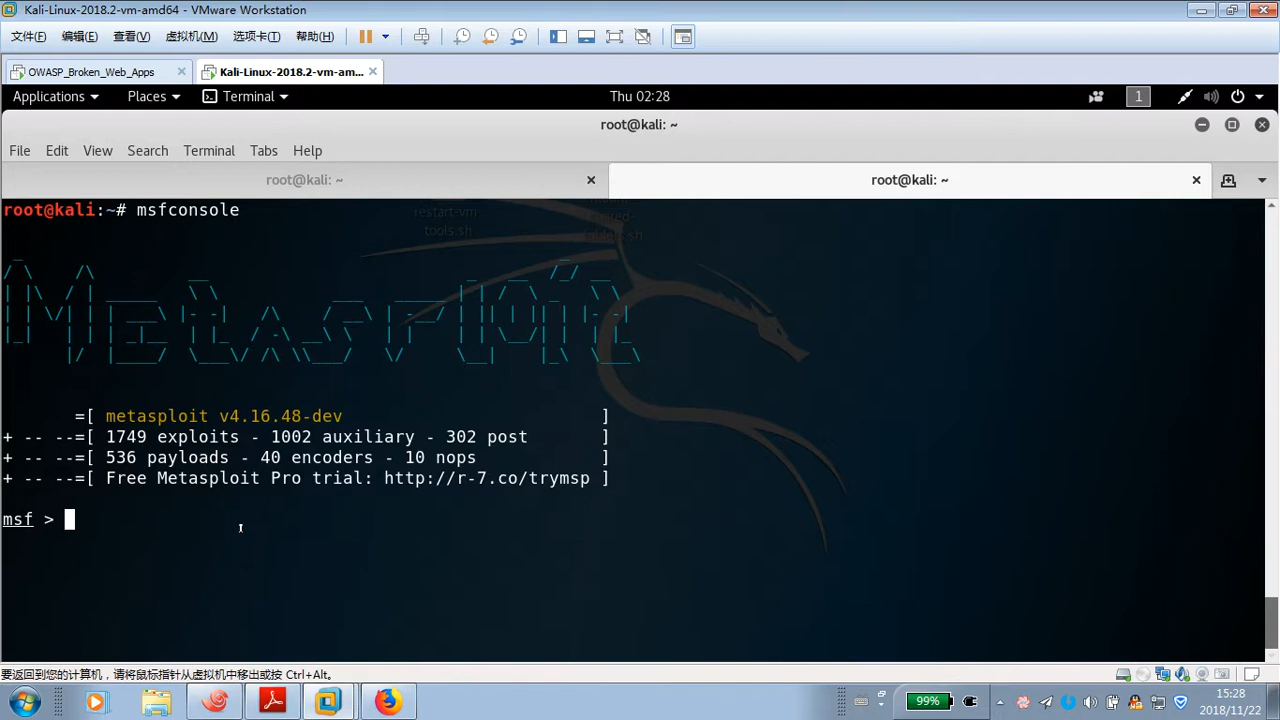 Kali-Linux-2018.2-vm-amd64 - VMware Workstation
文件(F) 编辑(E) 查看(V) 虚拟机(M) 选项卡(T) 帮助(H)
OWASP_Broken_Web_Apps × Kali-Linux-2018.2-vm-am... ×
Applications Places Terminal Thu 02:28 1
root@kali: ~
File Edit View Search Terminal Tabs Help
root@kali: ~ × root@kali: ~ ×
root@kali:~# msfconsole
restart-vm
tools.sh
=[ metasploit v4.16.48-dev ]
+ -- --=[ 1749 exploits - 1002 auxiliary - 302 post ]
+ -- --=[ 536 payloads - 40 encoders - 10 nops ]
+ -- --=[ Free Metasploit Pro trial: http://r-7.co/trymsp ]
msf >
要返回到您的计算机，请将鼠标指针从虚拟机中移出或按 Ctrl+Alt。
99%
15:28
2018/11/22